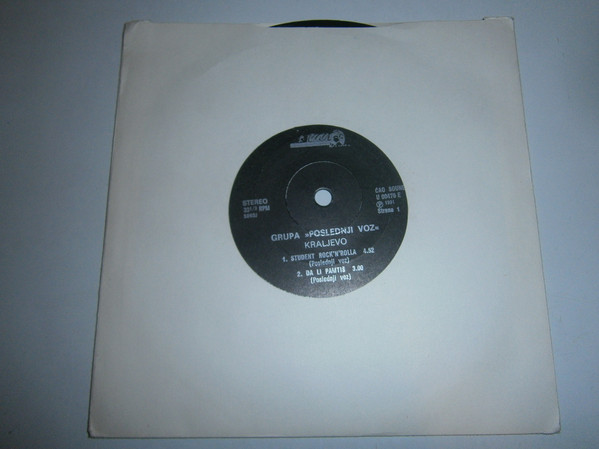 STEREO
RPM
Strana 1
GRUPA »POSLEDNJI VOZ«
KRALJEVO
1. STUDENT ROCK'N'ROLLA 4.52
(Poslednji voz)
2. DA LI PAMTIŠ 3.00
(Poslednji voz)